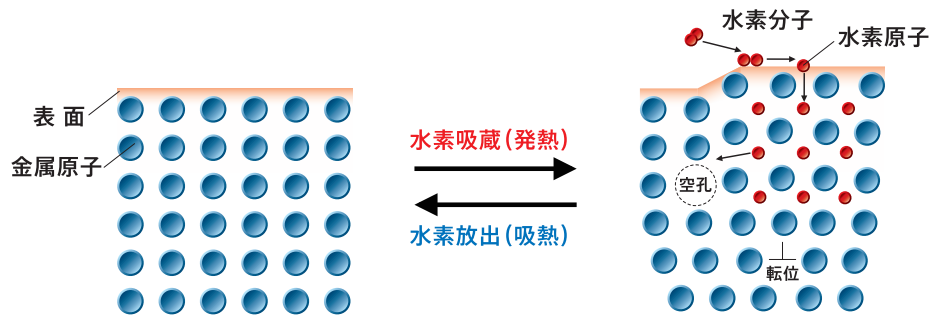 表面
金属原子
水素吸蔵(発熱)
水素放出(吸熱)
水素分子
水素原子
空孔
転位